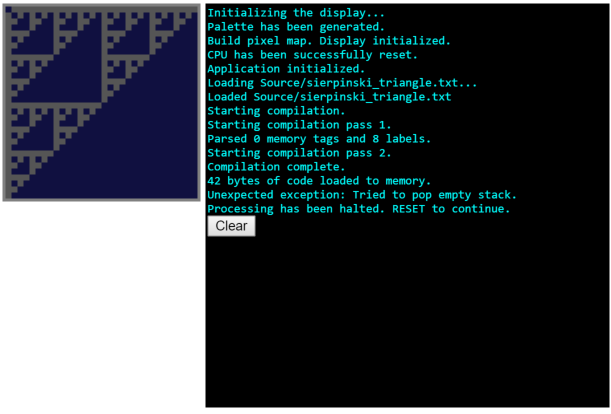 Initializing the display...
Palette has been generated.
Build pixel map. Display initialized.
CPU has been successfully reset.
Application initialized.
Loading Source/sierpinski_triangle.txt...
Loaded Source/sierpinski_triangle.txt
Starting compilation.
Starting compilation pass 1.
Parsed 0 memory tags and 8 labels.
Starting compilation pass 2.
Compilation complete.
42 bytes of code loaded to memory.
Unexpected exception: Tried to pop empty stack.
Processing has been halted. RESET to continue.
Clear